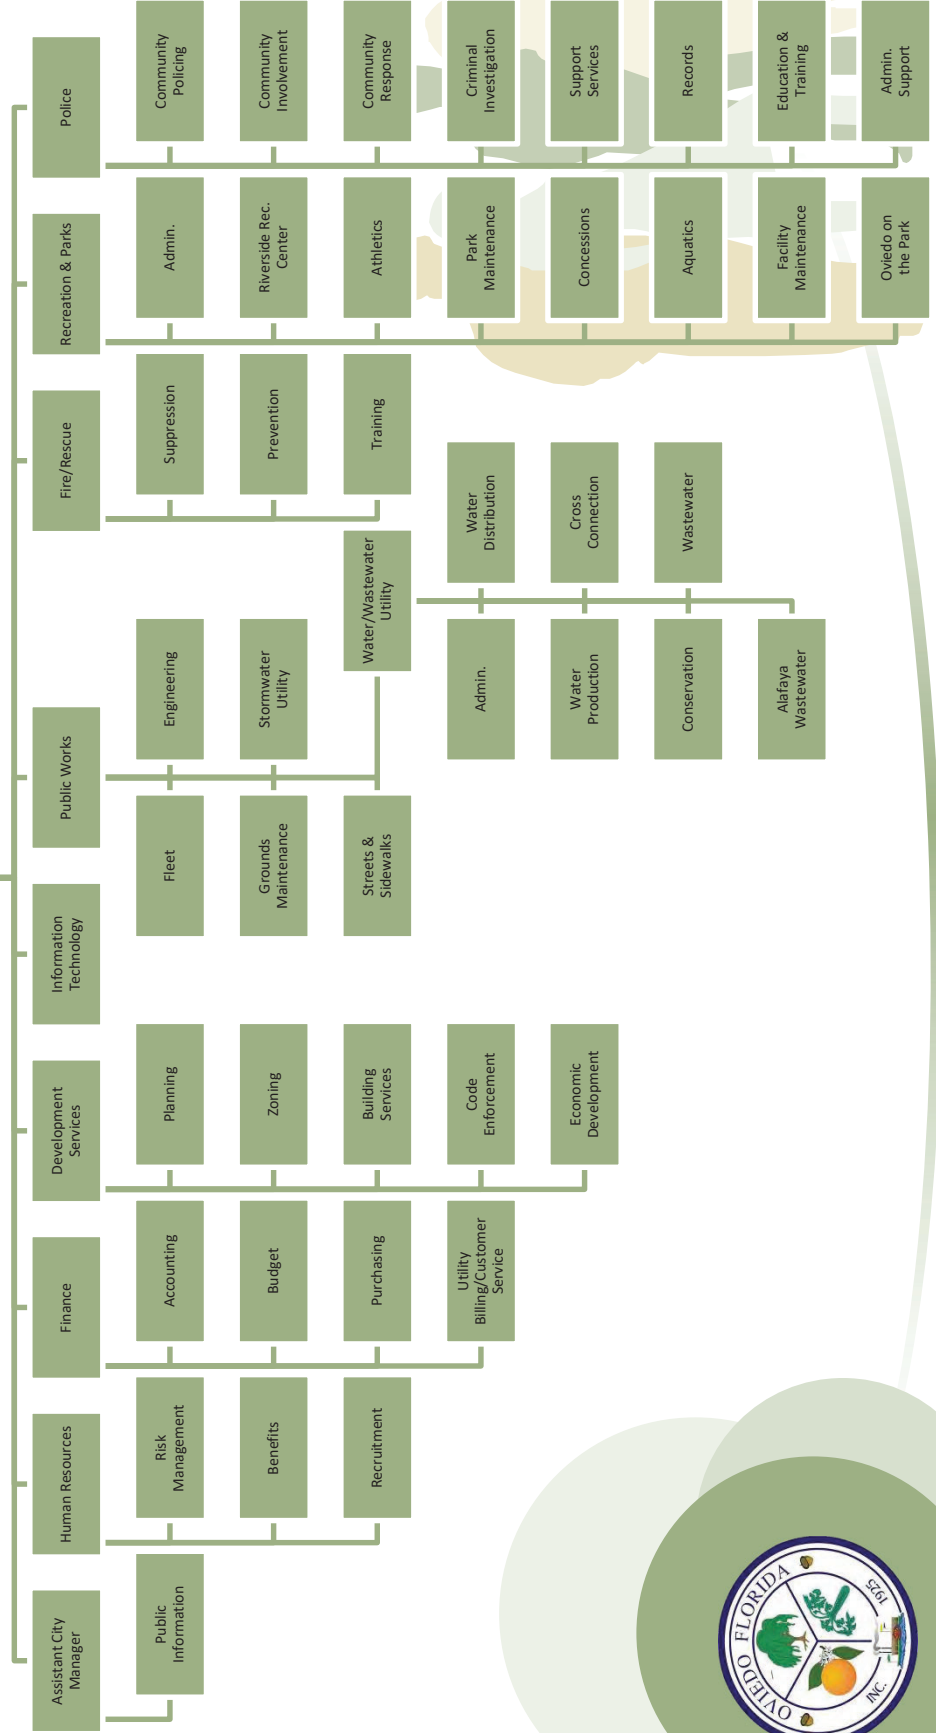 Assistant City
Manager
Public
Information
Human Resources
Risk
Management
Benefits
Recruitment
Finance
Accounting
Budget
Purchasing
Utility
Billing/Customer
Service
Development
Services
Planning
Zoning
Building
Services
Code
Enforcement
Economic
Development
Information
Technology
Public Works
Fleet
Engineering
Grounds
Maintenance
Stormwater
Utility
Streets &
Sidewalks
Water/Wastewater
Utility
Admin.
Water
Distribution
Water
Production
Cross
Connection
Conservation
Wastewater
Alafaya
Wastewater
Fire/Rescue
Suppression
Prevention
Training
Recreation & Parks
Admin.
Riverside Rec.
Center
Athletics
Park
Maintenance
Concessions
Aquatics
Facility
Maintenance
Oviedo on
the Park
Police
Community
Policing
Community
Involvement
Community
Response
Criminal
Investigation
Support
Services
Records
Education &
Training
Admin.
Support
OVIEDO FLORIDA
INC. 1925